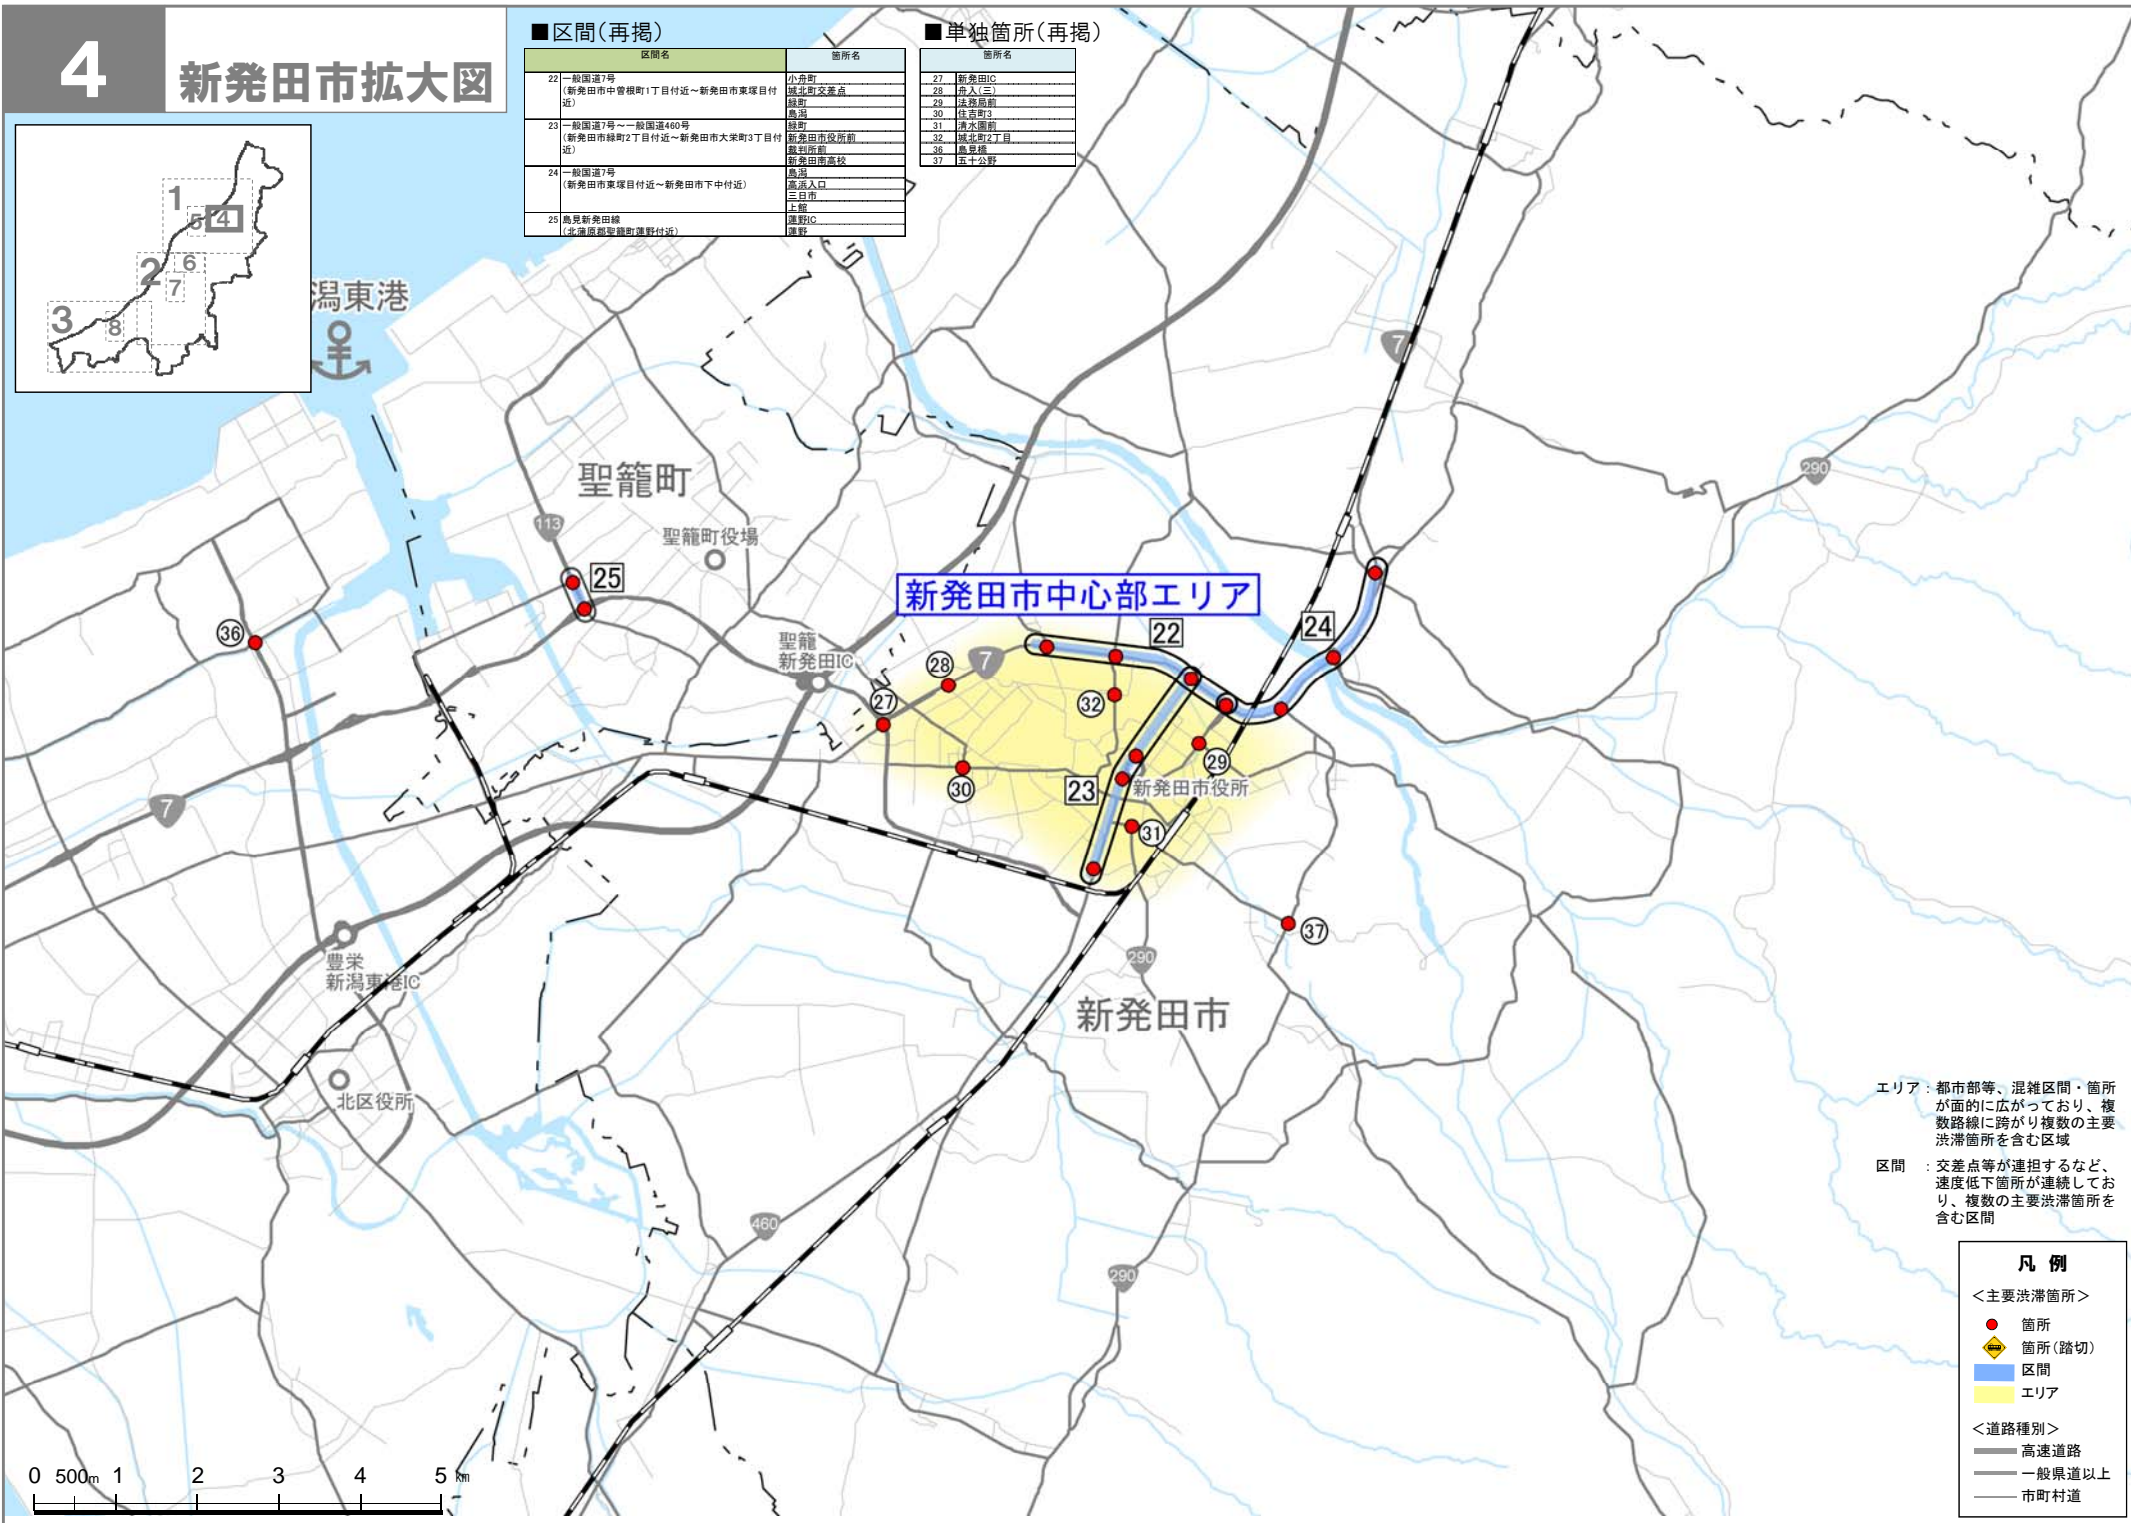 4
新発田市拡大図
■区間(再掲)
区間名 箇所名
22 一般国道7号
(新発田市中曽根町1丁目付近～新発田市東塚目付
近)
小舟町
城北町交差点
緑町
島潟
23 一般国道7号～一般国道460号
(新発田市緑町2丁目付近～新発田市大栄町3丁目付
近)
緑町
新発田市役所前
裁判所前
新発田南高校
24 一般国道7号
(新発田市東塚目付近～新発田市下中付近)
島潟
高浜入口
三日市
上館
25 島見新発田線
(北蒲原郡聖籠町蓮野付近)
蓮野IC
蓮野
■単独箇所(再掲)
箇所名
27 新発田IC
28 舟入(三)
29 法務局前
30 住吉町3
31 清水園前
32 城北町2丁目
36 島見橋
37 五十公野
1
5
4
2
6
7
3
8
潟東港
7
290
聖籠町
113
聖籠町役場
25
新発田市中心部エリア
36
22
24
聖籠
新発田IC
28
7
27
32
29
30
23
新発田市役所
7
31
37
豊栄
新潟東港IC
290
新発田市
北区役所
460
290
エリア：都市部等、混雑区間・箇所
が面的に広がっており、複
数路線に跨がり複数の主要
渋滞箇所を含む区域
区間　：交差点等が連担するなど、
速度低下箇所が連続してお
り、複数の主要渋滞箇所を
含む区間
凡 例
＜主要渋滞箇所＞
箇所
箇所(踏切)
区間
エリア
＜道路種別＞
高速道路
一般県道以上
市町村道
0 500m 1 2 3 4 5 km